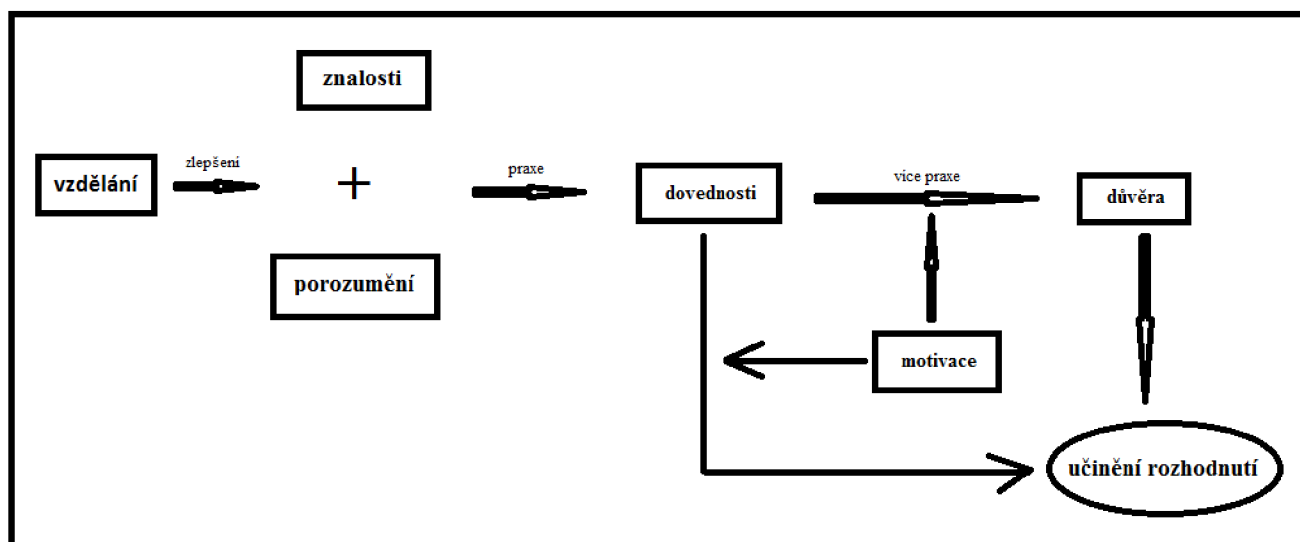 znalosti
vzdělání
zlepšení
+
porozumění
praxe
dovednosti
více praxe
důvěra
motivace
učinění rozhodnutí